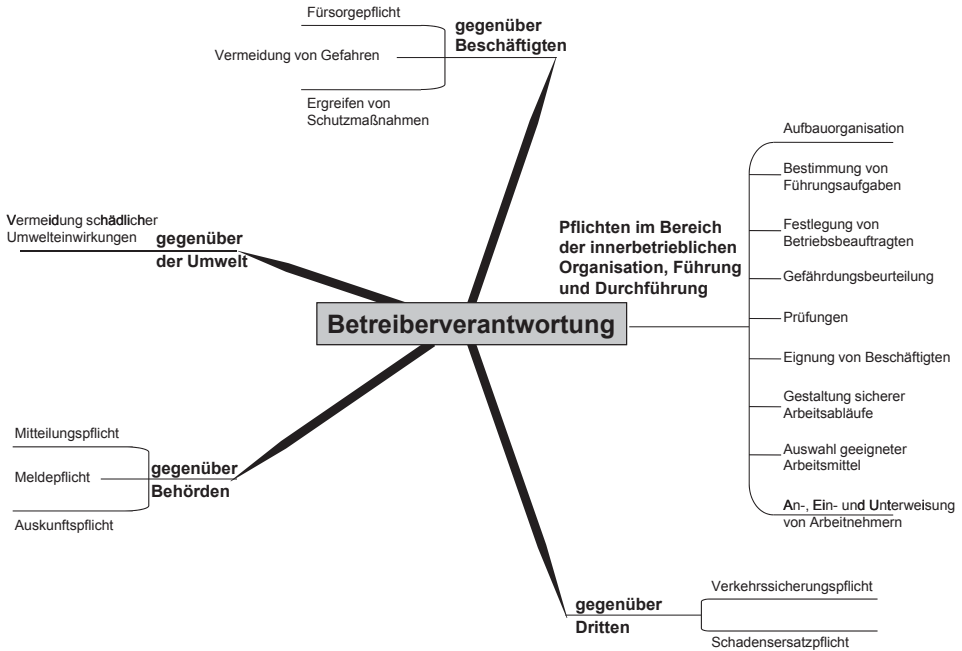 Fürsorgepflicht
Vermeidung von Gefahren
Ergreifen von
Schutzmaßnahmen
gegenüber
Beschäftigten
Vermeidung schädlicher
Umwelteinwirkungen
gegenüber
der Umwelt
Betreiberverantwortung
Pflichten im Bereich
der innerbetrieblichen
Organisation, Führung
und Durchführung
Aufbauorganisation
Bestimmung von
Führungsaufgaben
Festlegung von
Betriebsbeauftragten
Gefährdungsbeurteilung
Prüfungen
Eignung von Beschäftigten
Gestaltung sicherer
Arbeitsabläufe
Auswahl geeigneter
Arbeitsmittel
An-, Ein- und Unterweisung
von Arbeitnehmern
Mitteilungspflicht
Meldepflicht
Auskunftspflicht
gegenüber
Behörden
gegenüber
Dritten
Verkehrssicherungspflicht
Schadensersatzpflicht